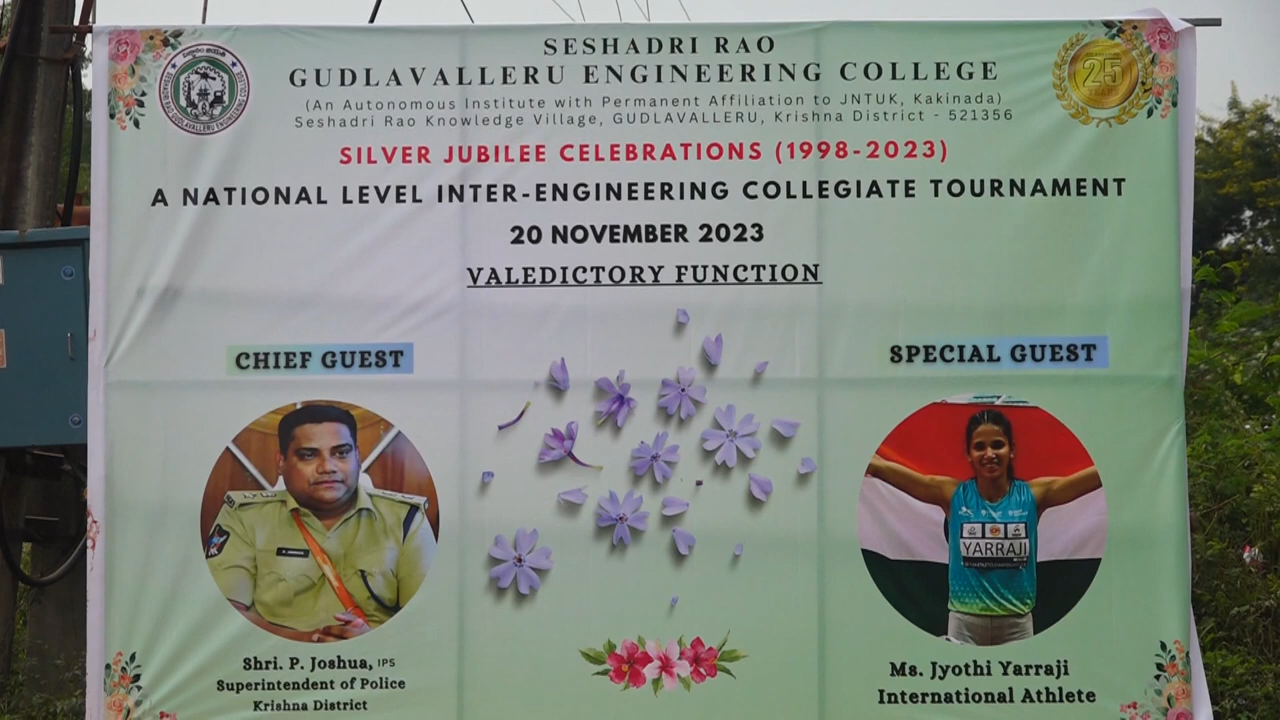 SESHADRI RAO
GUDLAVALLERU ENGINEERING COLLEGE
(An Autonomous Institute with Permanent Affiliation to JNTUK, Kakinada)
Seshadri Rao Knowledge Village, GUDLAVALLERU, Krishna District - 521356
SILVER JUBILEE CELEBRATIONS (1998-2023)
A NATIONAL LEVEL INTER-ENGINEERING COLLEGIATE TOURNAMENT
20 NOVEMBER 2023
VALEDICTORY FUNCTION
CHIEF GUEST
SPECIAL GUEST
25
YARRAJI
Shri. P. Joshua, IPS
Superintendent of Police
Krishna District
Ms. Jyothi Yarraji
International Athlete